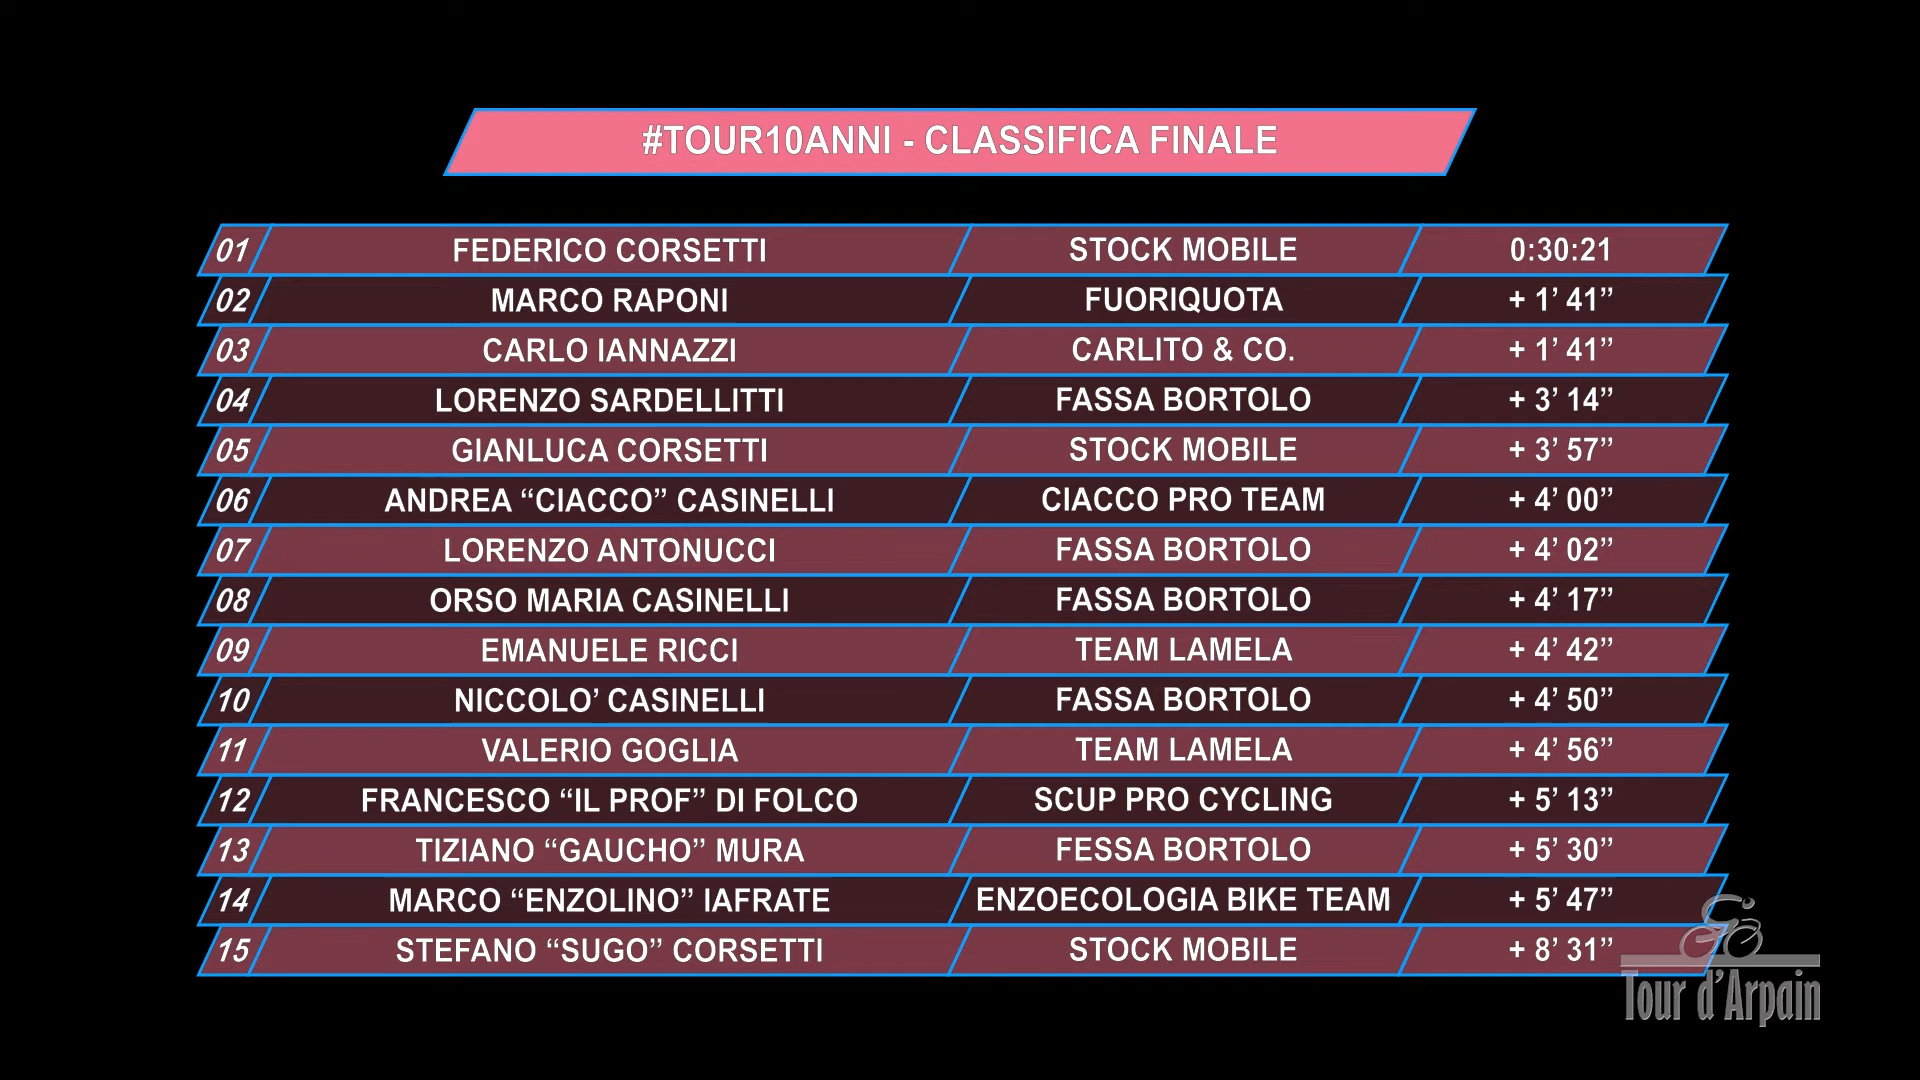 #TOUR10ANNI - CLASSIFICA FINALE
01 FEDERICO CORSETTI STOCK MOBILE 0:30:21
02 MARCO RAPONI FUORIQUOTA + 1’ 41”
03 CARLO IANNAZZI CARLITO & CO. + 1’ 41”
04 LORENZO SARDELLITTI FASSA BORTOLO + 3’ 14”
05 GIANLUCA CORSETTI STOCK MOBILE + 3’ 57”
06 ANDREA “CIACCO” CASINELLI CIACCO PRO TEAM + 4’ 00”
07 LORENZO ANTONUCCI FASSA BORTOLO + 4’ 02”
08 ORSO MARIA CASINELLI FASSA BORTOLO + 4’ 17”
09 EMANUELE RICCI TEAM LAMELA + 4’ 42”
10 NICCOLO’ CASINELLI FASSA BORTOLO + 4’ 50”
11 VALERIO GOGLIA TEAM LAMELA + 4’ 56”
12 FRANCESCO “IL PROF” DI FOLCO SCUP PRO CYCLING + 5’ 13”
13 TIZIANO “GAUCHO” MURA FESSA BORTOLO + 5’ 30”
14 MARCO “ENZOLINO” IAFRATE ENZOECOLOGIA BIKE TEAM + 5’ 47”
15 STEFANO “SUGO” CORSETTI STOCK MOBILE + 8’ 31”
Tour d'Arpain